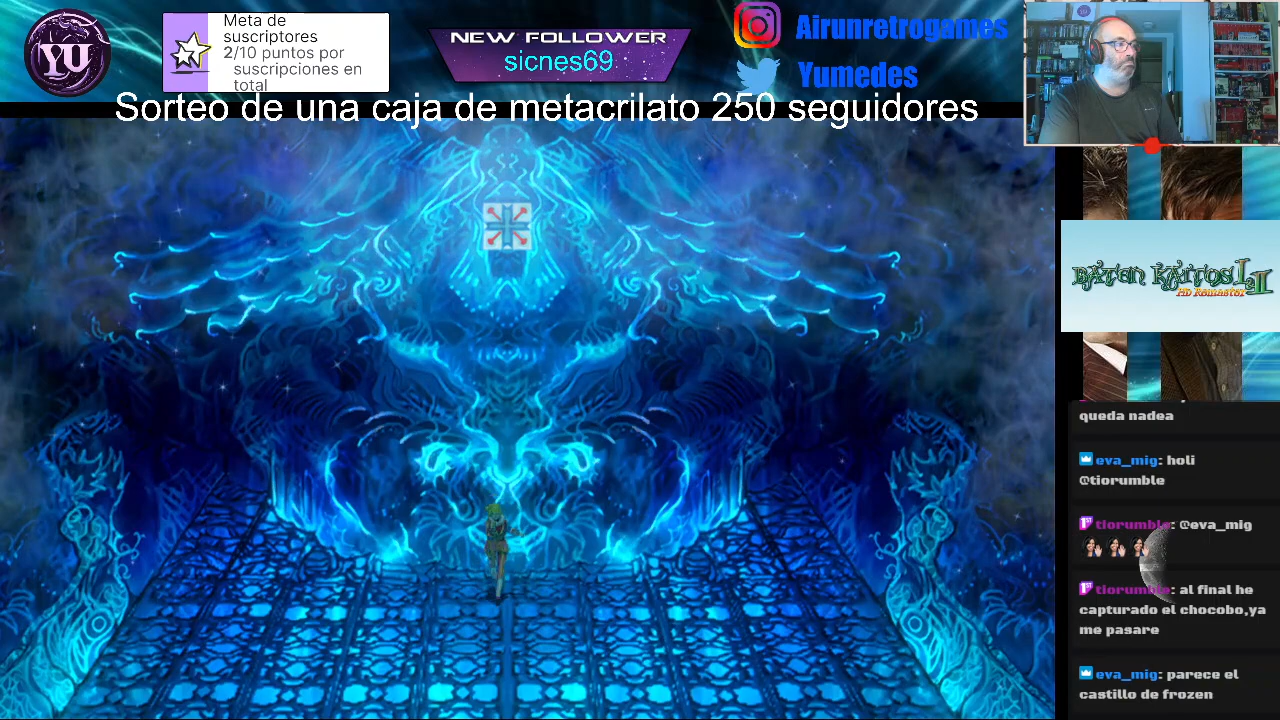 YU
Meta de
suscriptores
2/10 puntos por
suscripciones en
total
NEW FOLLOWER
sicnes69
Airunretrogames
Yumedes
Sorteo de una caja de metacrilato 250 seguidores
BATEN KAITOS I & II
HD Remaster
queda nadea
eva_mig: holi
@tiorumble
tiorumble: @eva_mig
tiorumble: al final he
capturado el chocobo,ya
me pasare
eva_mig: parece el
castillo de frozen